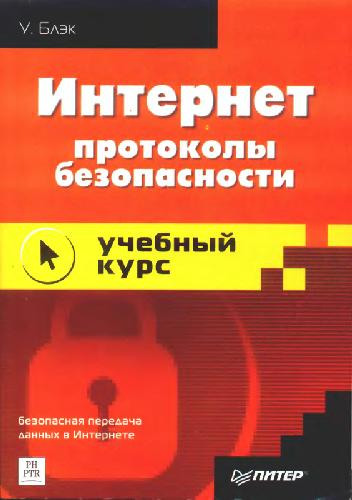 У. Блэк
Интернет
протоколы
безопасности
учебный
курс
безопасная передача
данных в Интернете
PH
PTR
ПИТЕР